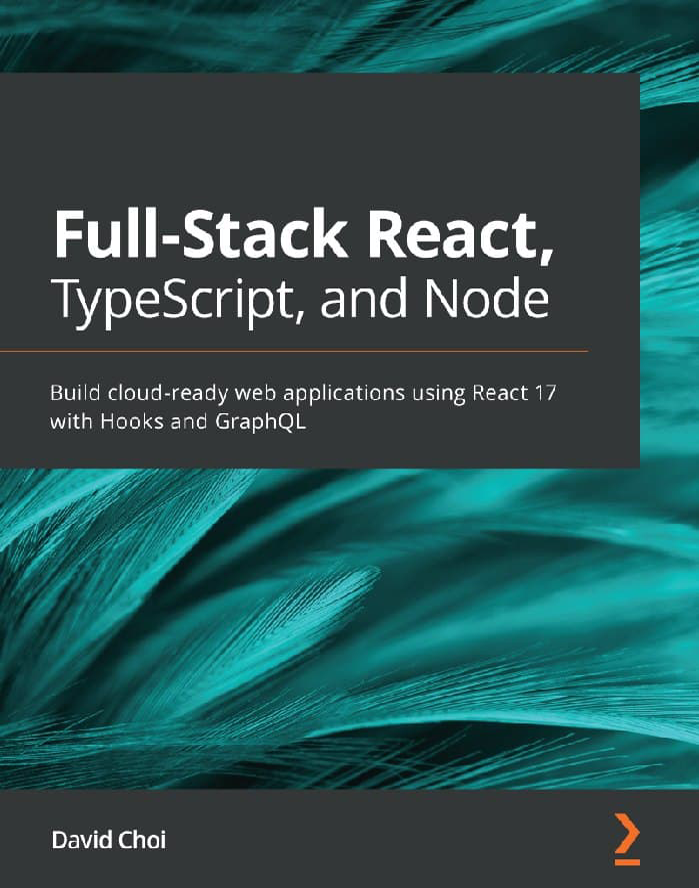 Full-Stack React,
TypeScript, and Node
Build cloud-ready web applications using React 17
with Hooks and GraphQL
David Choi